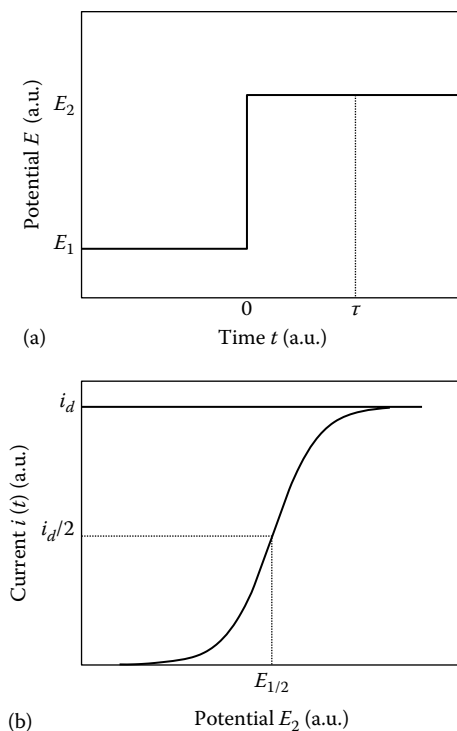 E2
E1
Potential E (a.u.)
0
τ
(a)
Time t (a.u.)
id
id/2
Current i (t) (a.u.)
E1/2
(b)
Potential E2 (a.u.)